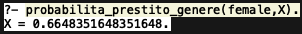 ?- probabilita_prestito_genere(female,X).
X = 0.6648351648351648.